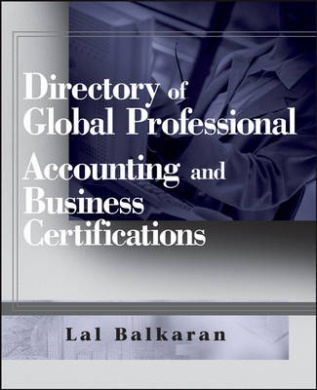 Directory of
Global Professional
Accounting and
Business
Certifications
Lal Balkaran